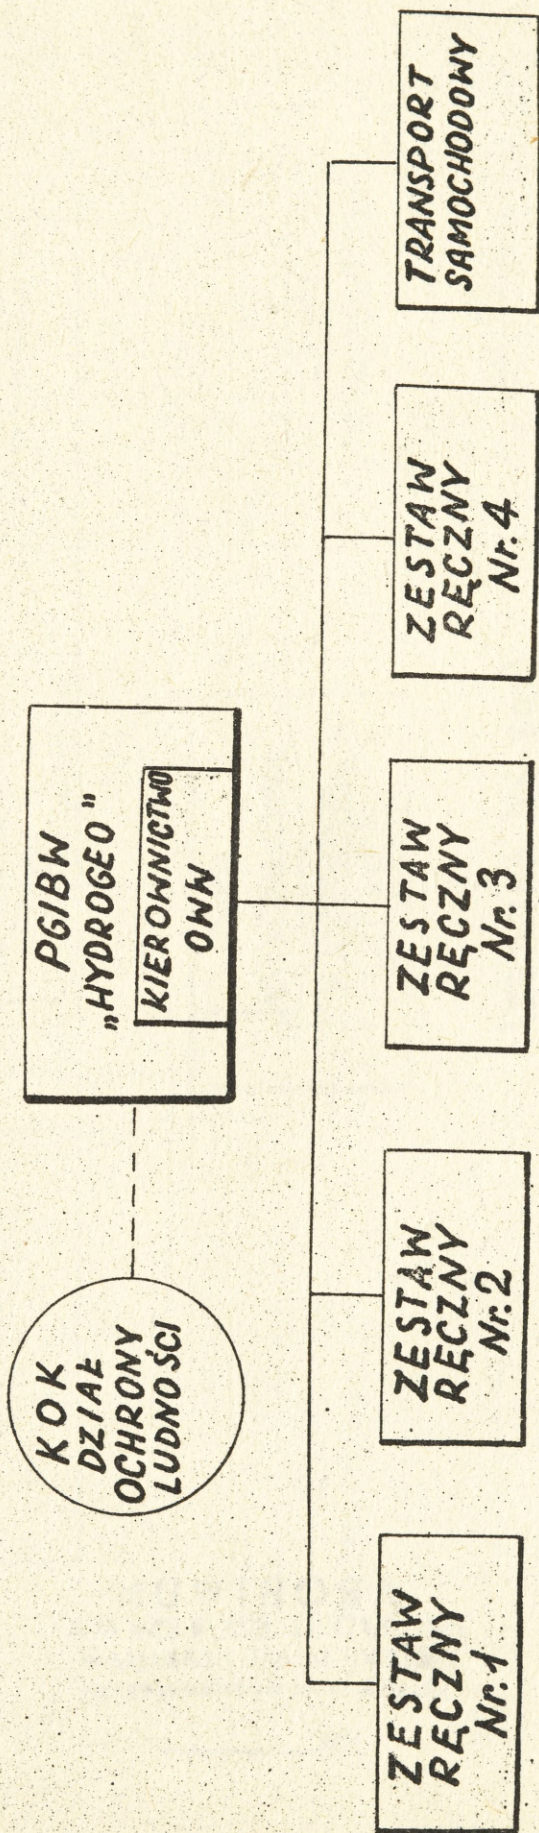 KOK
DZIAŁ
OCHRONY
LUDNOŚCI
PGIBW
„HYDROGEO”
KIEROWNICTWO
OWW
ZESTAW
RĘCZNY
Nr.1
ZESTAW
RĘCZNY
Nr.2
ZESTAW
RĘCZNY
Nr.3
ZESTAW
RĘCZNY
Nr.4
TRANSPORT
SAMOCHODOWY